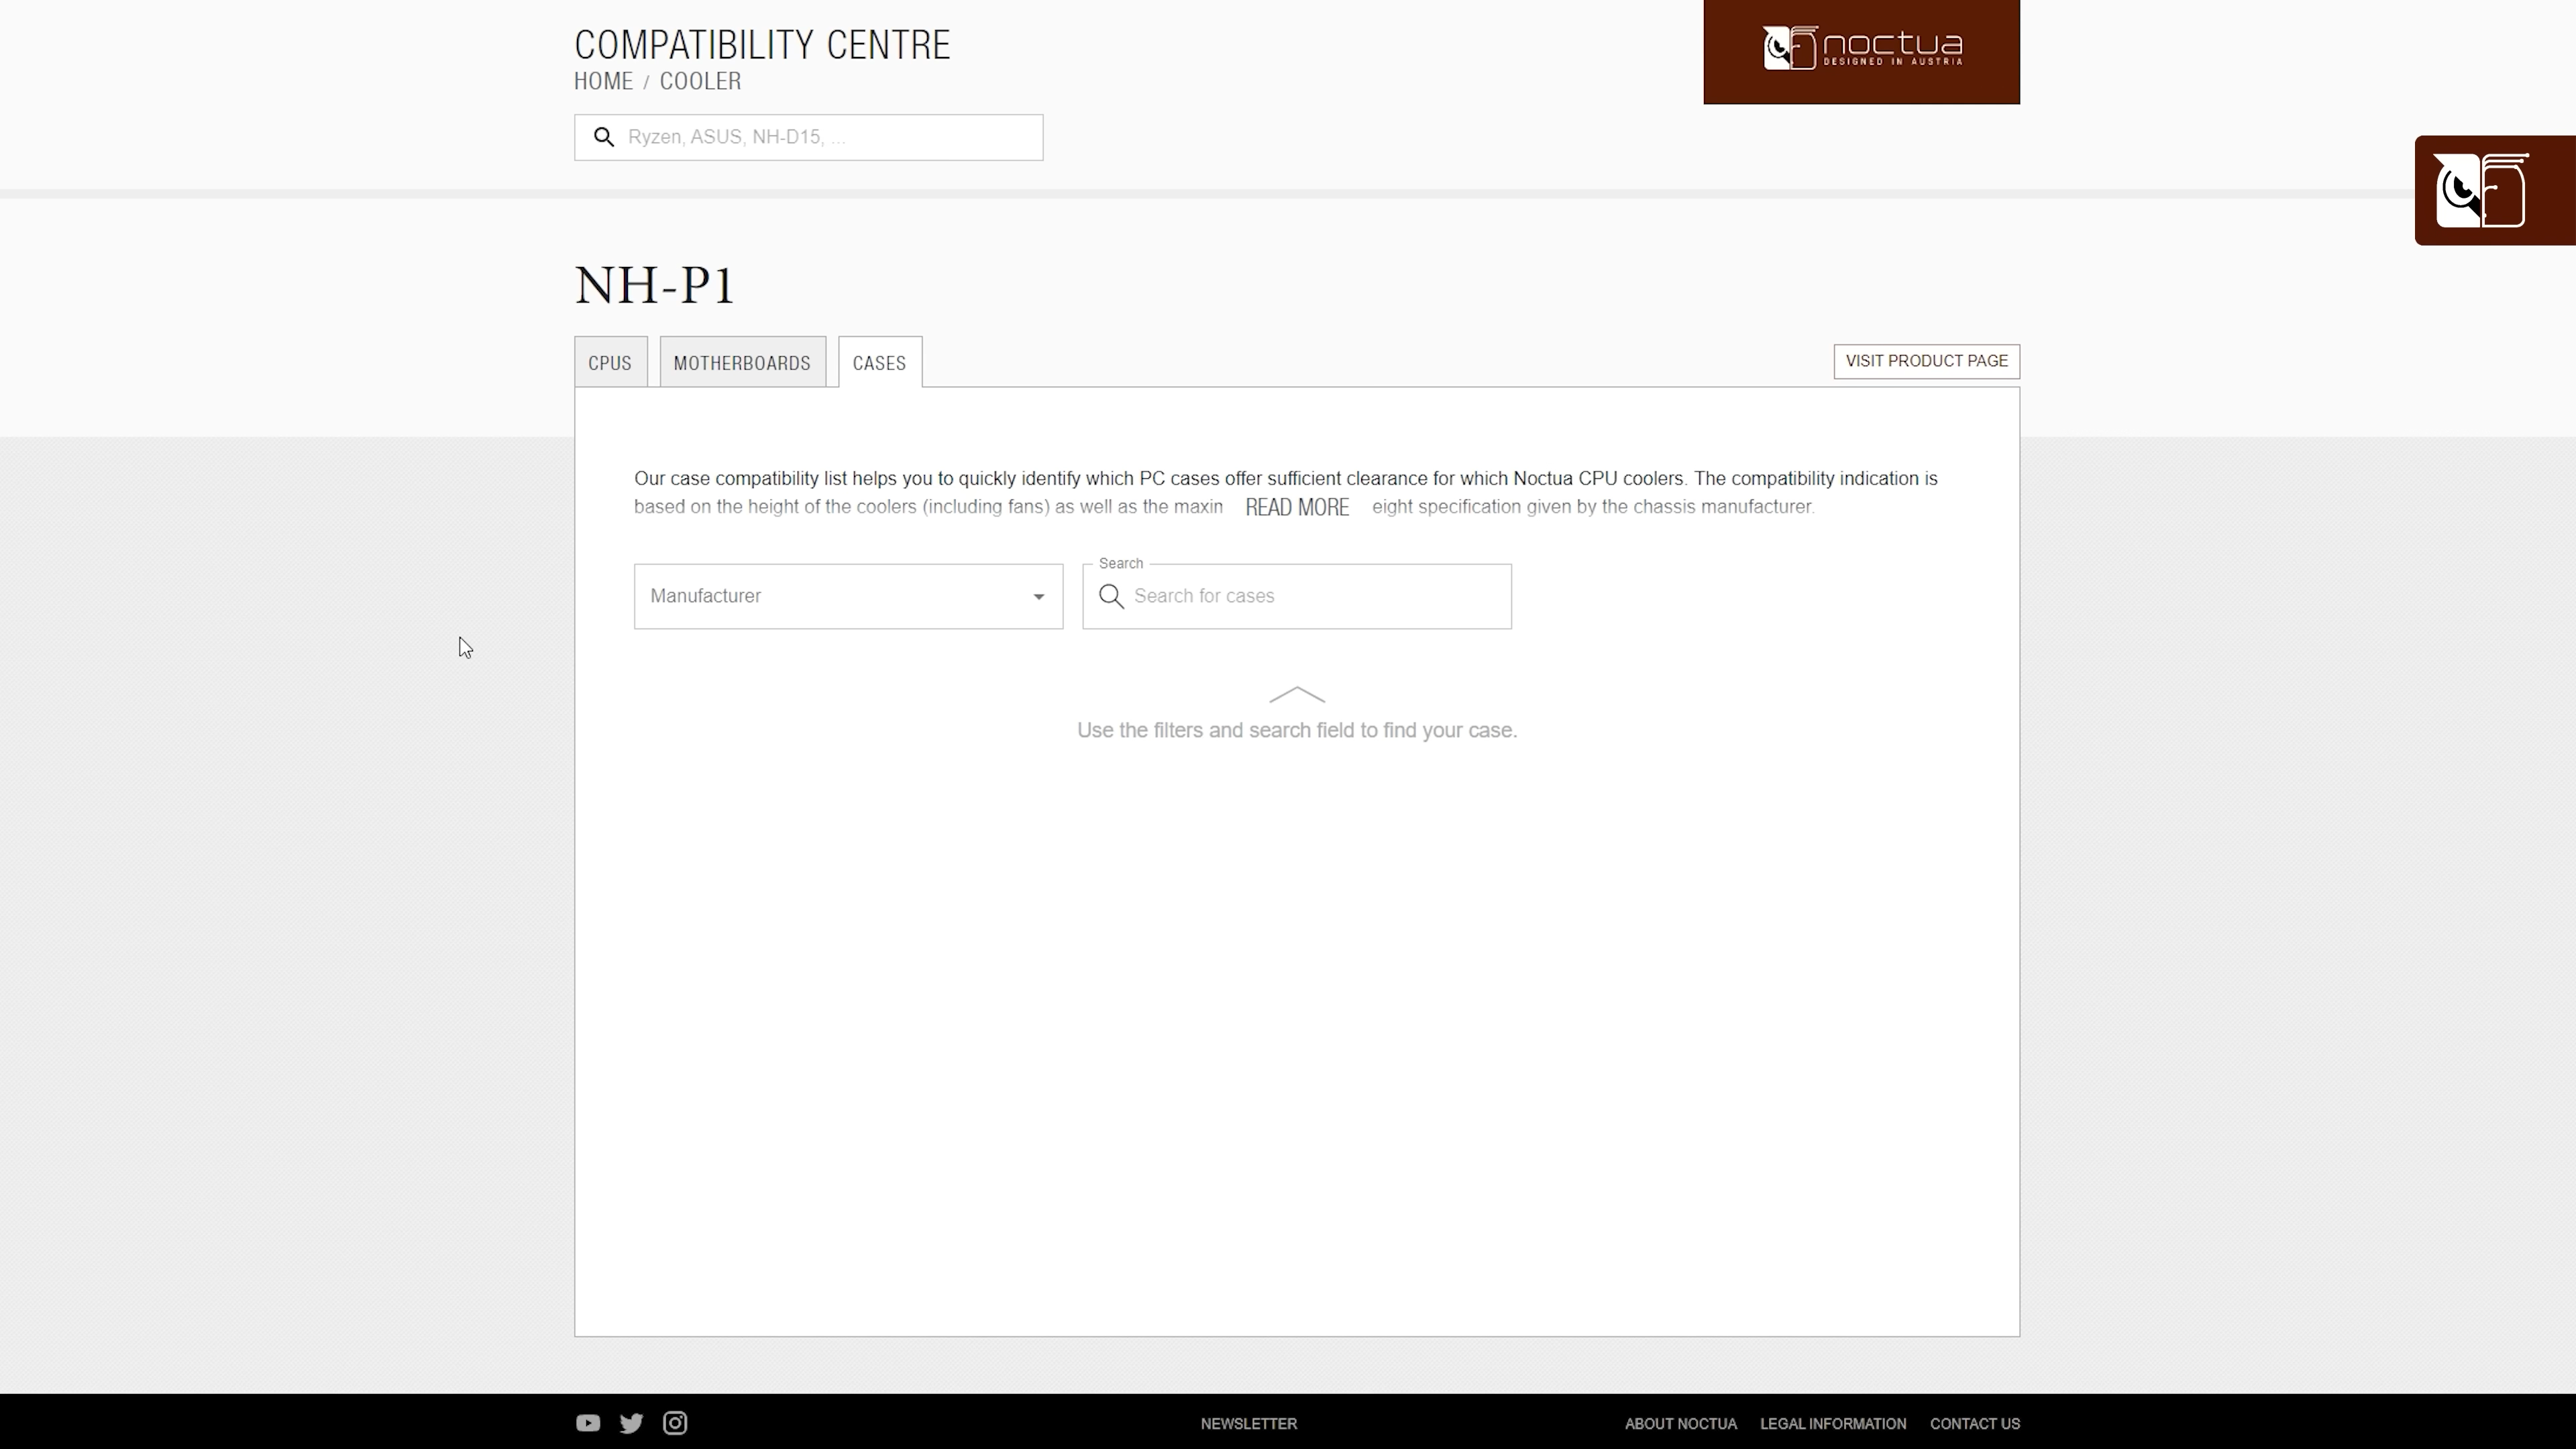 COMPATIBILITY CENTRE
noctua
DESIGNED IN AUSTRIA
HOME / COOLER
Ryzen, ASUS, NH-D15, ...
NH-P1
CPUS
MOTHERBOARDS
CASES
VISIT PRODUCT PAGE
Our case compatibility list helps you to quickly identify which PC cases offer sufficient clearance for which Noctua CPU coolers. The compatibility indication is
based on the height of the coolers (including fans) as well as the maxin READ MORE eight specification given by the chassis manufacturer.
Manufacturer
Search
Search for cases
Use the filters and search field to find your case.
NEWSLETTER
ABOUT NOCTUA
LEGAL INFORMATION
CONTACT US